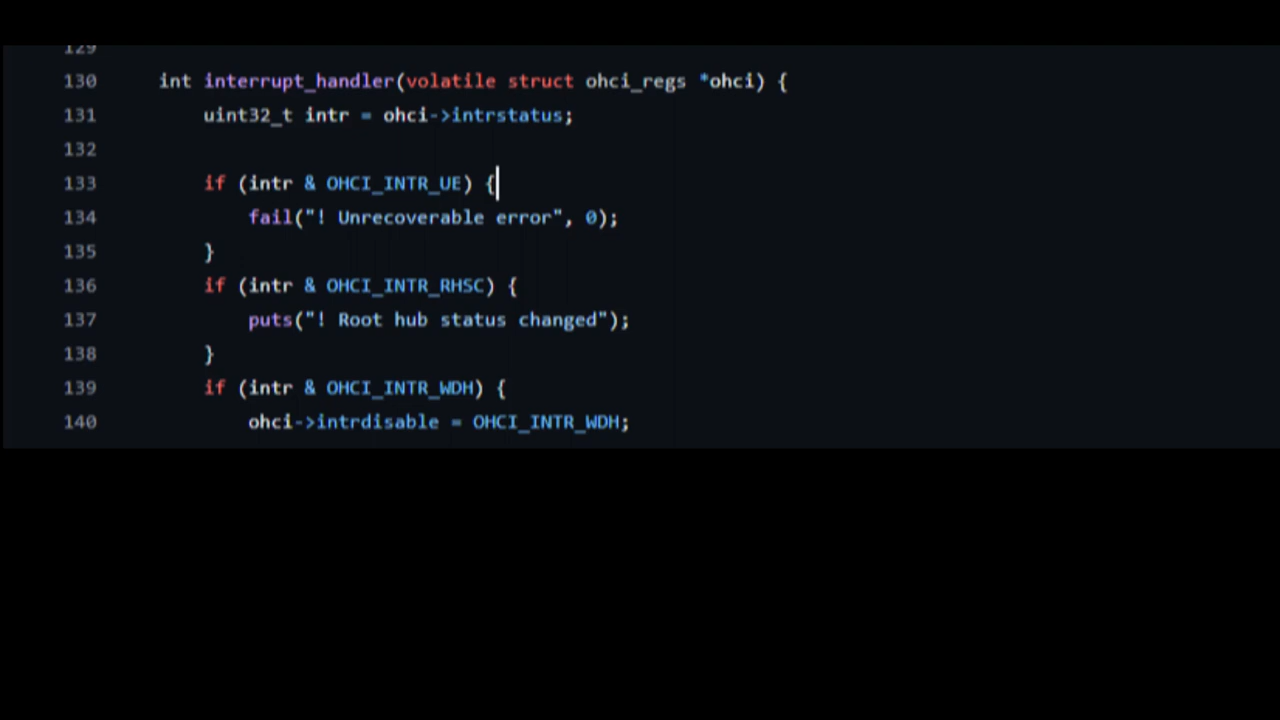 129
130 int interrupt_handler(volatile struct ohci_regs *ohci) {
131 uint32_t intr = ohci->intrstatus;
132
133 if (intr & OHCI_INTR_UE) {
134 fail("! Unrecoverable error", 0);
135 }
136 if (intr & OHCI_INTR_RHSC) {
137 puts("! Root hub status changed");
138 }
139 if (intr & OHCI_INTR_WDH) {
140 ohci->intrdisable = OHCI_INTR_WDH;